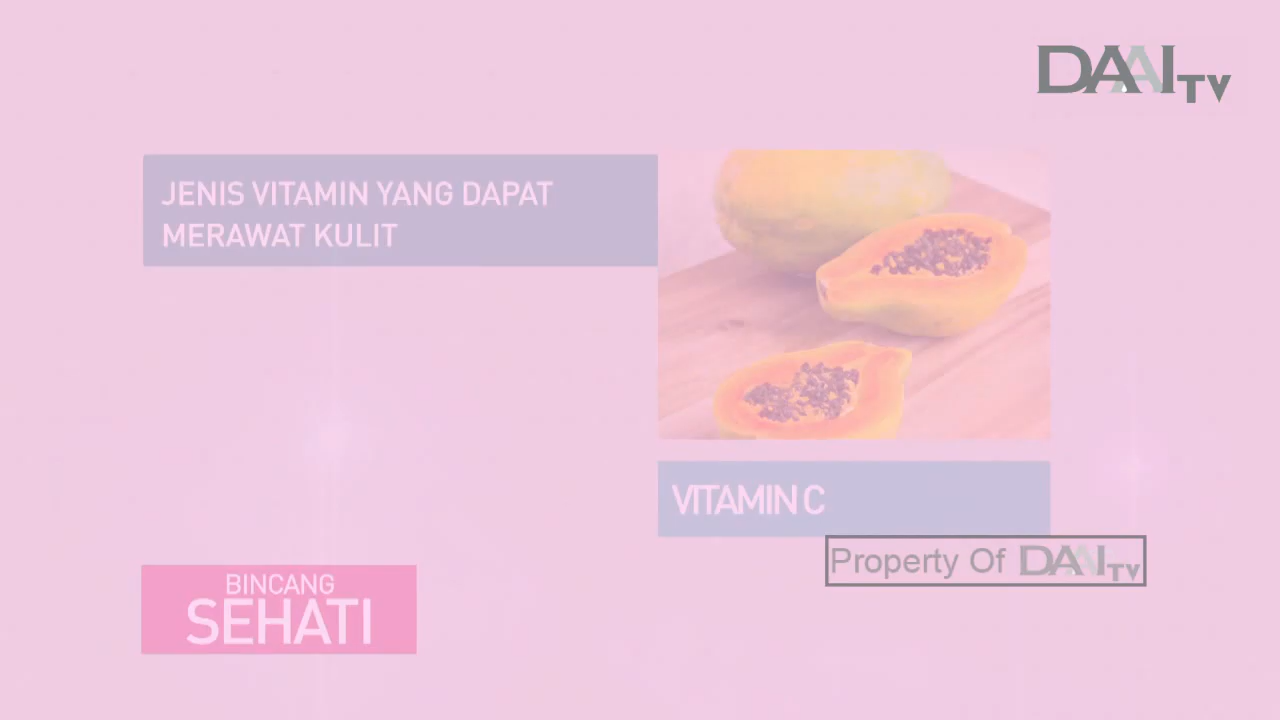 DAAI TV
JENIS VITAMIN YANG DAPAT
MERAWAT KULIT
VITAMIN C
Property Of DAAI TV
BINCANG
SEHATI